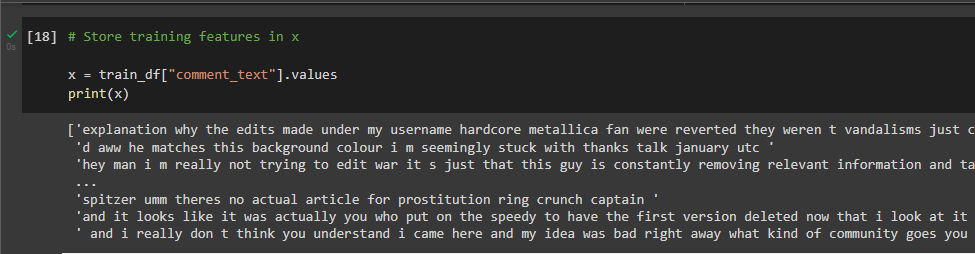 [18] # Store training features in x
0s
x = train_df["comment_text"].values
print(x)
['explanation why the edits made under my username hardcore metallica fan were reverted they weren t vandalisms just c
'd aww he matches this background colour i m seemingly stuck with thanks talk january utc '
'hey man i m really not trying to edit war it s just that this guy is constantly removing relevant information and ta
...
'spitzer umm theres no actual article for prostitution ring crunch captain '
'and it looks like it was actually you who put on the speedy to have the first version deleted now that i look at it
' and i really don t think you understand i came here and my idea was bad right away what kind of community goes you